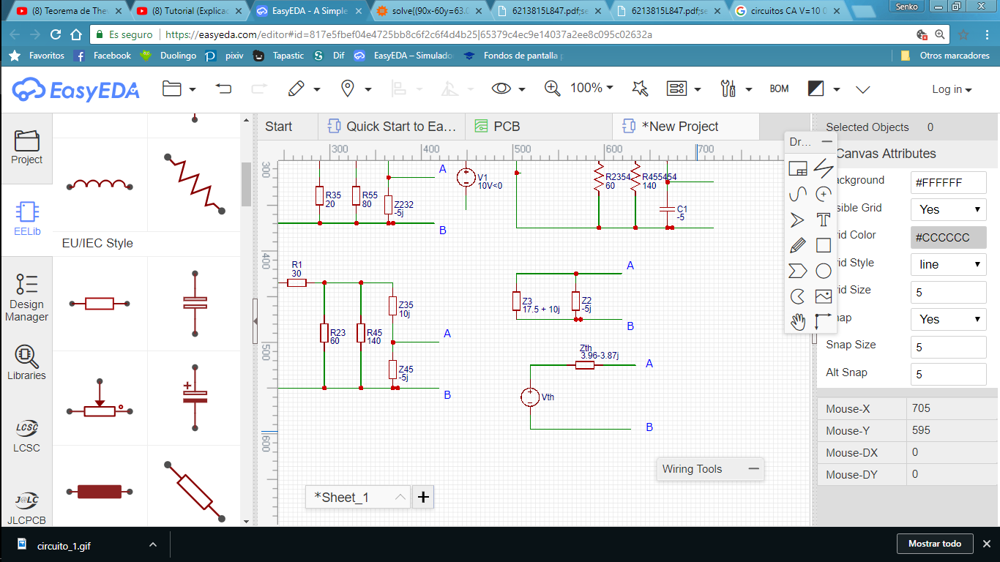 (8) Teorema de Thev
(8) Tutorial (Explicac
EasyEDA - A Simple
solve{(90x-60y=63.0
6213815L847.pdf;se
6213815L847.pdf;se
circuitos CA V=10 0
Senko
Es seguro
https://easyeda.com/editor#id=817e5fbef04e4725bb8c6f2c6f4d4b25|65379c4ec9e14037a2ee8c095c02632a
Favoritos
Facebook
Duolingo
pixiv
Tapastic
Dif
EasyEDA – Simulado
Fondos de pantalla p
Otros marcadores
EasyEDA
100%
BOM
Log in
Start
Quick Start to Ea...
PCB
*New Project
Selected Objects 0
Project
EELib
Design
Manager
Libraries
LCSC
LCSC
J@LC
JLCPCB
EU/IEC Style
300
400
500
600
700
300
400
500
600
R35
20
R55
80
Z232
-5j
A
B
V1
10V<0
R2354
60
R455454
140
C1
-5
R1
30
R23
60
R45
140
Z35
10j
Z45
-5j
A
B
Z3
17.5 + 10j
Z2
-5j
A
B
Zth
3.96-3.87j
Vth
A
B
Dr...
Canvas Attributes
ackground
#FFFFFF
sible Grid
Yes
id Color
#CCCCCC
id Style
line
id Size
5
nap
Yes
Snap Size
5
Alt Snap
5
Mouse-X 705
Mouse-Y 595
Mouse-DX 0
Mouse-DY 0
Wiring Tools
*Sheet_1
circuito_1.gif
Mostrar todo